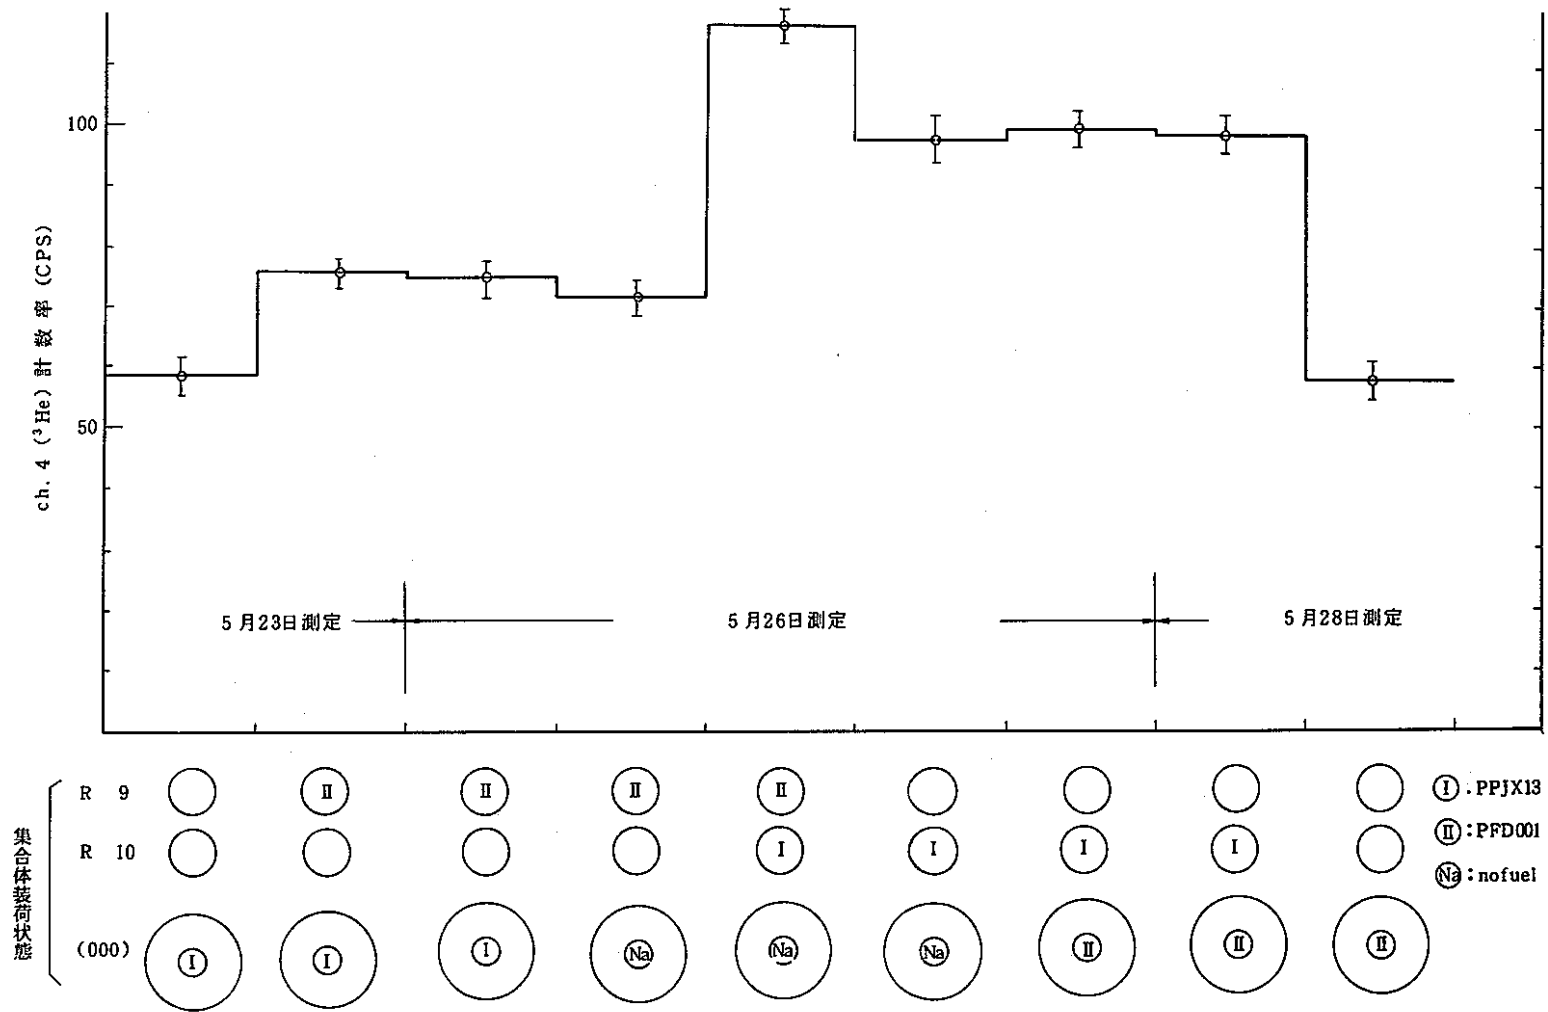 100
50
ch. 4 (³He) 計数率 (CPS)
5月23日測定
5月26日測定
5月28日測定
集合体装荷状態
R 9
II
II
II
II
R 10
I
I
I
I
(000)
I
I
I
Na
(Na)
Na
II
II
II
I : PPJX13
II : PFD001
Na : nofuel